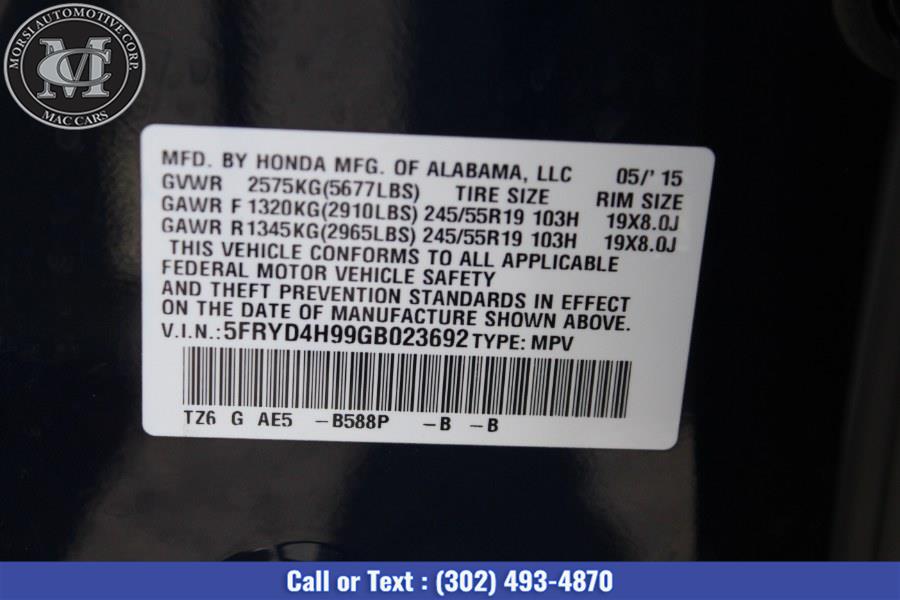 MORSI AUTOMOTIVE CORP.
MC
MAC CARS
MFD. BY HONDA MFG. OF ALABAMA, LLC 05/' 15
GVWR 2575KG(5677LBS) TIRE SIZE RIM SIZE
GAWR F 1320KG(2910LBS) 245/55R19 103H 19X8.0J
GAWR R 1345KG(2965LBS) 245/55R19 103H 19X8.0J
THIS VEHICLE CONFORMS TO ALL APPLICABLE
FEDERAL MOTOR VEHICLE SAFETY
AND THEFT PREVENTION STANDARDS IN EFFECT
ON THE DATE OF MANUFACTURE SHOWN ABOVE.
V.I.N.: 5FRYD4H99GB023692 TYPE: MPV
TZ6 G AE5 –B588P –B –B
Call or Text : (302) 493-4870